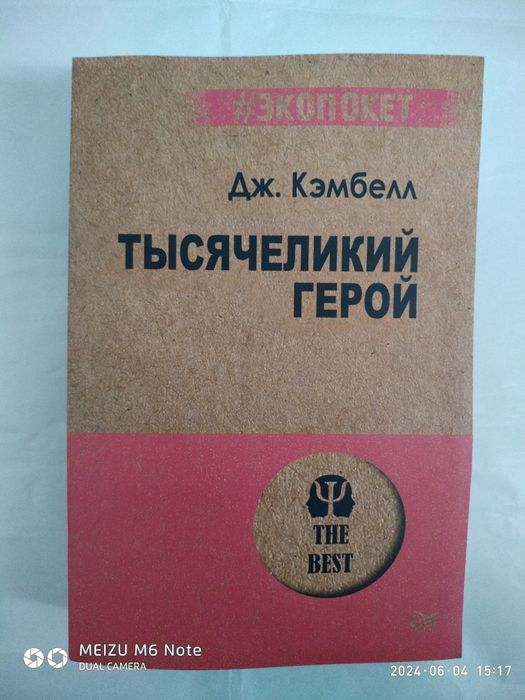 #ЭКОПОКЕТ
Дж. Кэмбелл
ТЫСЯЧЕЛИКИЙ
ГЕРОЙ
Ψ
THE
BEST
MEIZU M6 Note
DUAL CAMERA
2024-06-04 15:17